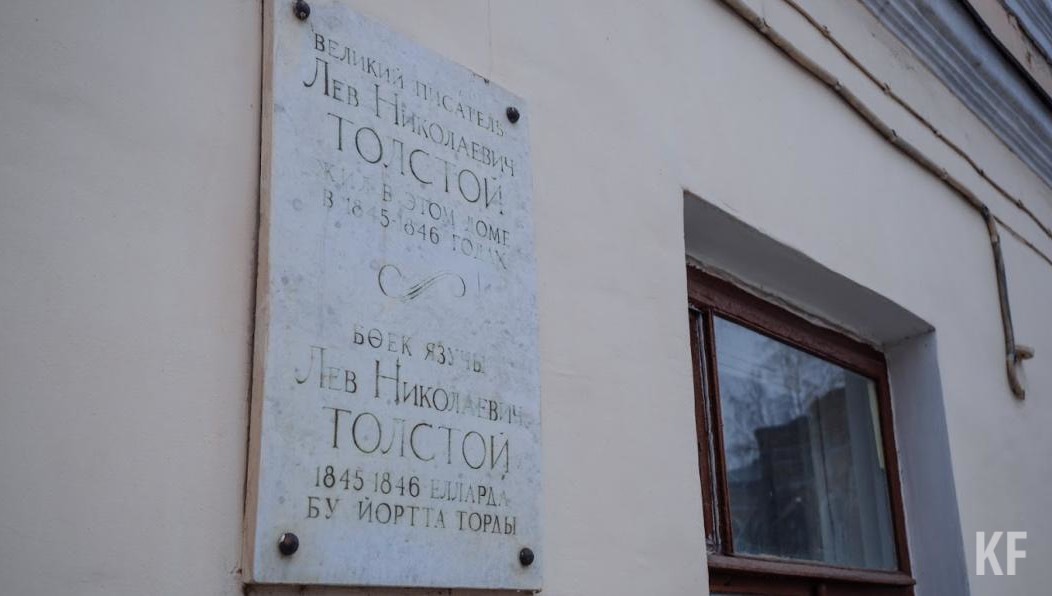 ВЕЛИКИЙ ПИСАТЕЛЬ
ЛЕВ НИКОЛАЕВИЧ
ТОЛСТОЙ
ЖИЛ В ЭТОМ ДОМЕ
В 1845-1846 ГОДАХ
БӨЕК ЯЗУЧЫ
ЛЕВ НИКОЛАЕВИЧ
ТОЛСТОЙ
1845-1846 ЕЛЛАРДА
БУ ЙОРТТА ТОРДЫ
KF